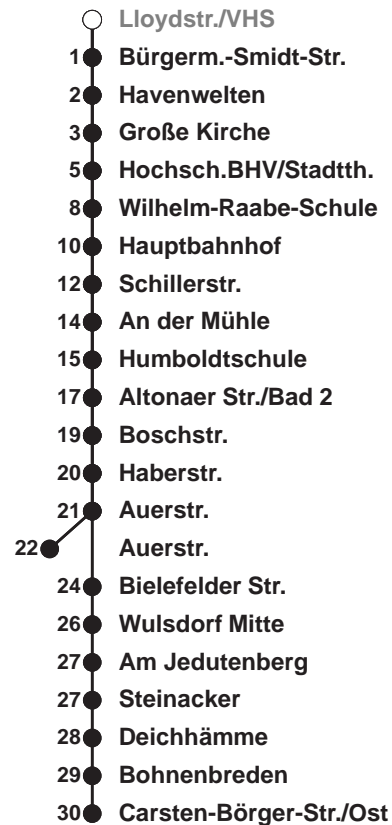 Lloydstr./VHS
1 Bürgerm.-Smidt-Str.
2 Havenwelten
3 Große Kirche
5 Hochsch.BHV/Stadtth.
8 Wilhelm-Raabe-Schule
10 Hauptbahnhof
12 Schillerstr.
14 An der Mühle
15 Humboldtschule
17 Altonaer Str./Bad 2
19 Boschstr.
20 Haberstr.
21 Auerstr.
22 Auerstr.
24 Bielefelder Str.
26 Wulsdorf Mitte
27 Am Jedutenberg
27 Steinacker
28 Deichhämme
29 Bohnenbreden
30 Carsten-Börger-Str./Ost